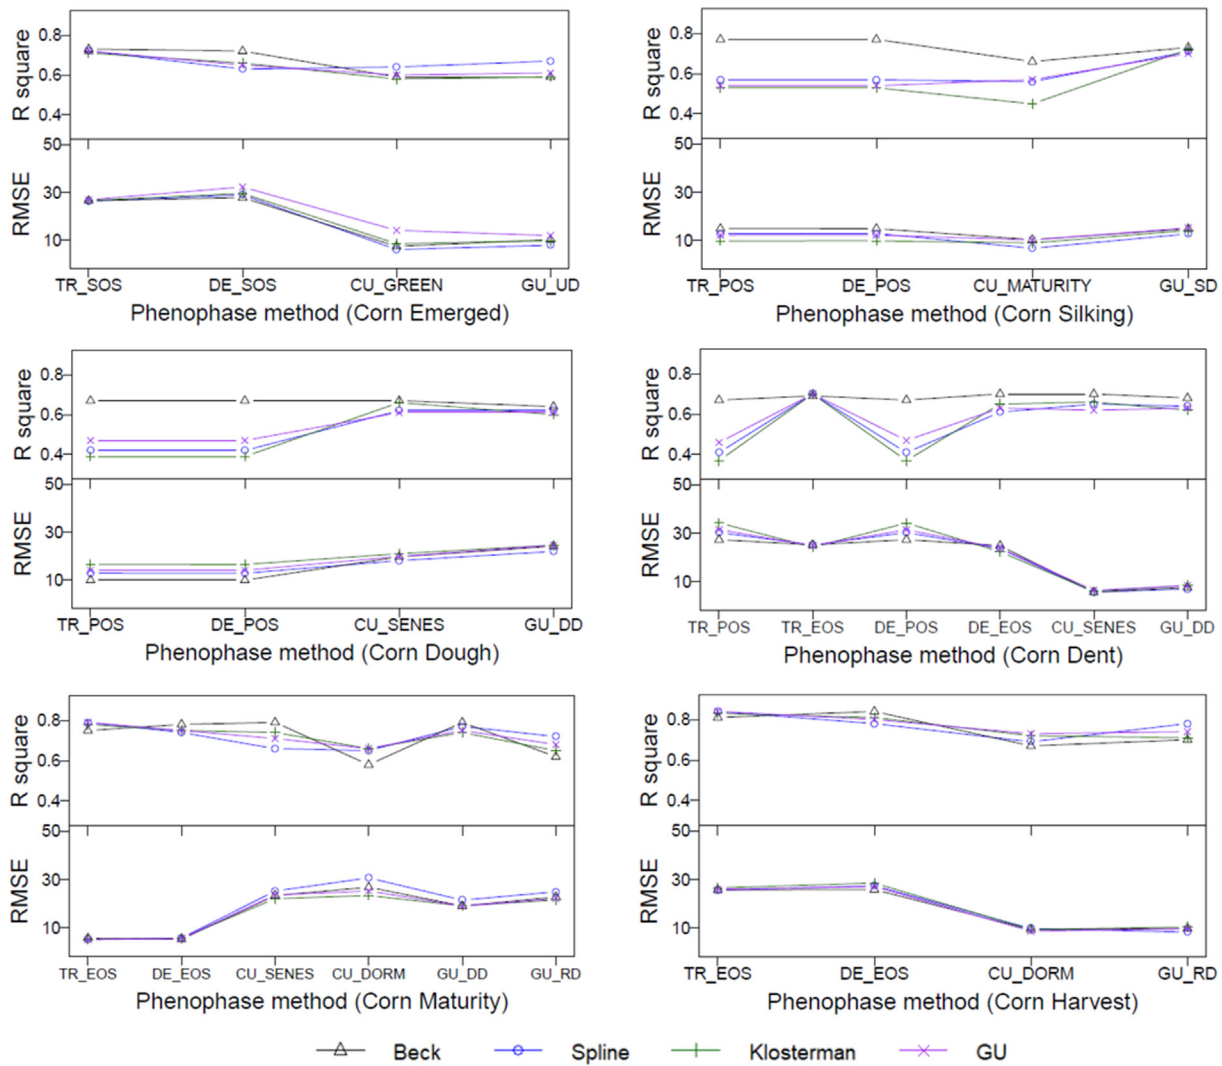 R square
0.8
0.6
0.4
RMSE
50
30
10
TR_SOS DE_SOS CU_GREEN GU_UD
Phenophase method (Corn Emerged)
R square
0.8
0.6
0.4
RMSE
50
30
10
TR_POS DE_POS CU_MATURITY GU_SD
Phenophase method (Corn Silking)
R square
0.8
0.6
0.4
RMSE
50
30
10
TR_POS DE_POS CU_SENES GU_DD
Phenophase method (Corn Dough)
R square
0.8
0.6
0.4
RMSE
50
30
10
TR_POS TR_EOS DE_POS DE_EOS CU_SENES GU_DD
Phenophase method (Corn Dent)
R square
0.8
0.6
0.4
RMSE
50
30
10
TR_EOS DE_EOS CU_SENES CU_DORM GU_DD GU_RD
Phenophase method (Corn Maturity)
R square
0.8
0.6
0.4
RMSE
50
30
10
TR_EOS DE_EOS CU_DORM GU_RD
Phenophase method (Corn Harvest)
Beck Spline Klosterman GU